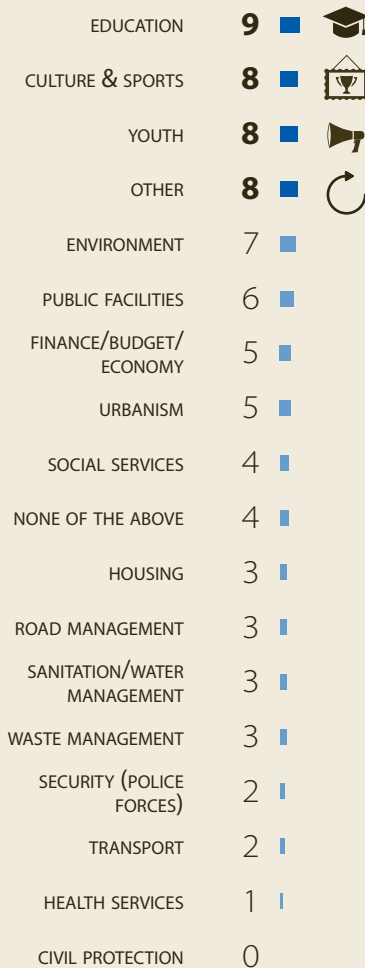 EDUCATION 9
CULTURE & SPORTS 8
YOUTH 8
OTHER 8
ENVIRONMENT 7
PUBLIC FACILITIES 6
FINANCE/BUDGET/
ECONOMY 5
URBANISM 5
SOCIAL SERVICES 4
NONE OF THE ABOVE 4
HOUSING 3
ROAD MANAGEMENT 3
SANITATION/WATER
MANAGEMENT 3
WASTE MANAGEMENT 3
SECURITY (POLICE
FORCES) 2
TRANSPORT 2
HEALTH SERVICES 1
CIVIL PROTECTION 0